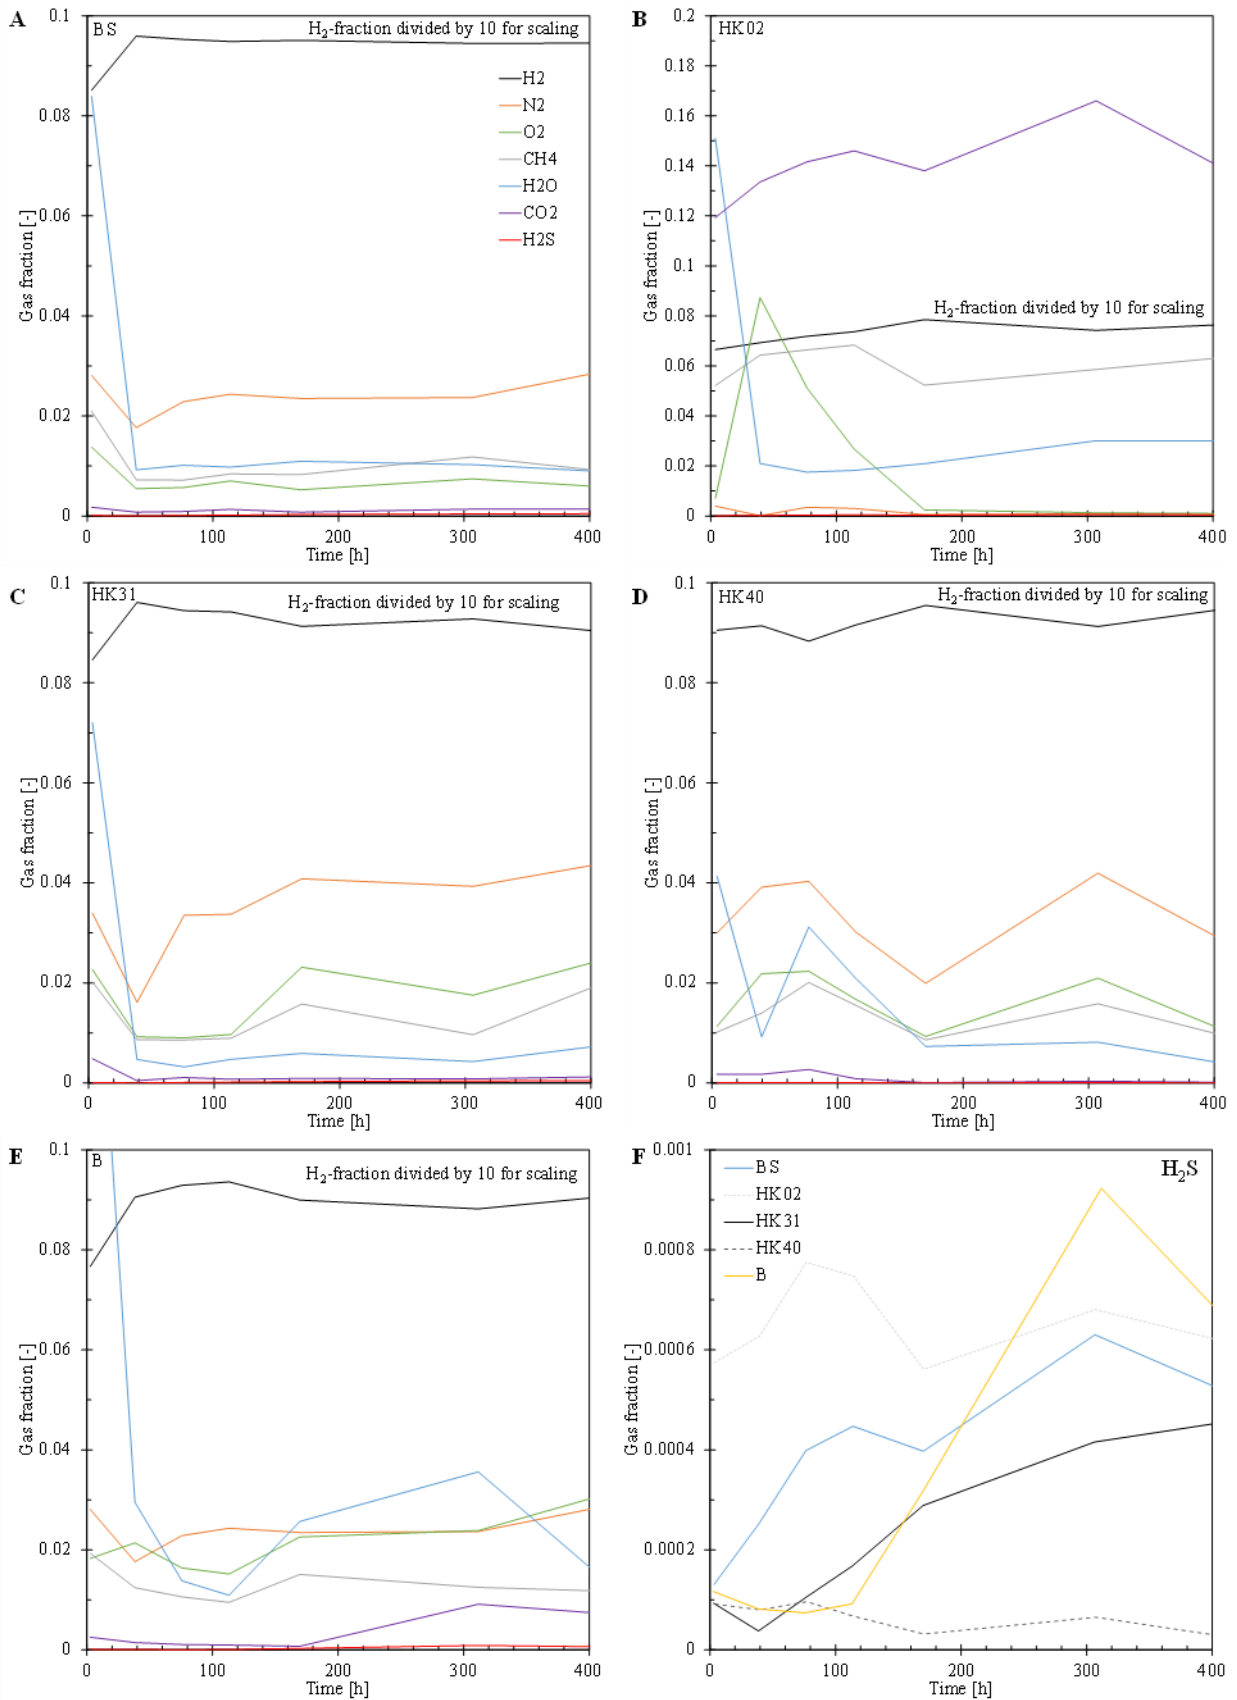 A
BS
H2-fraction divided by 10 for scaling
H2
N2
O2
CH4
H2O
CO2
H2S
0.1
0.08
0.06
0.04
0.02
0
Gas fraction [-]
0 100 200 300 400
Time [h]
B
HK02
H2-fraction divided by 10 for scaling
0.2
0.18
0.16
0.14
0.12
0.1
0.08
0.06
0.04
0.02
0
Gas fraction [-]
0 100 200 300 400
Time [h]
C
HK31
H2-fraction divided by 10 for scaling
0.1
0.08
0.06
0.04
0.02
0
Gas fraction [-]
0 100 200 300 400
Time [h]
D
HK40
H2-fraction divided by 10 for scaling
0.1
0.08
0.06
0.04
0.02
0
Gas fraction [-]
0 100 200 300 400
Time [h]
E
B
H2-fraction divided by 10 for scaling
0.1
0.08
0.06
0.04
0.02
0
Gas fraction [-]
0 100 200 300 400
Time [h]
F
H2S
BS
HK02
HK31
HK40
B
0.001
0.0008
0.0006
0.0004
0.0002
0
Gas fraction [-]
0 100 200 300 400
Time [h]